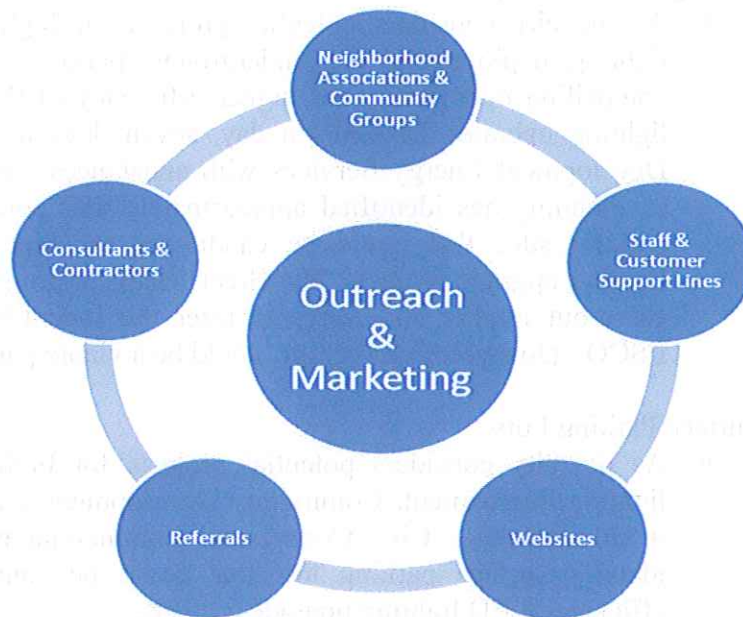 Neighborhood
Associations &
Community
Groups
Consultants &
Contractors
Staff &
Customer
Support Lines
Outreach
&
Marketing
Referrals
Websites